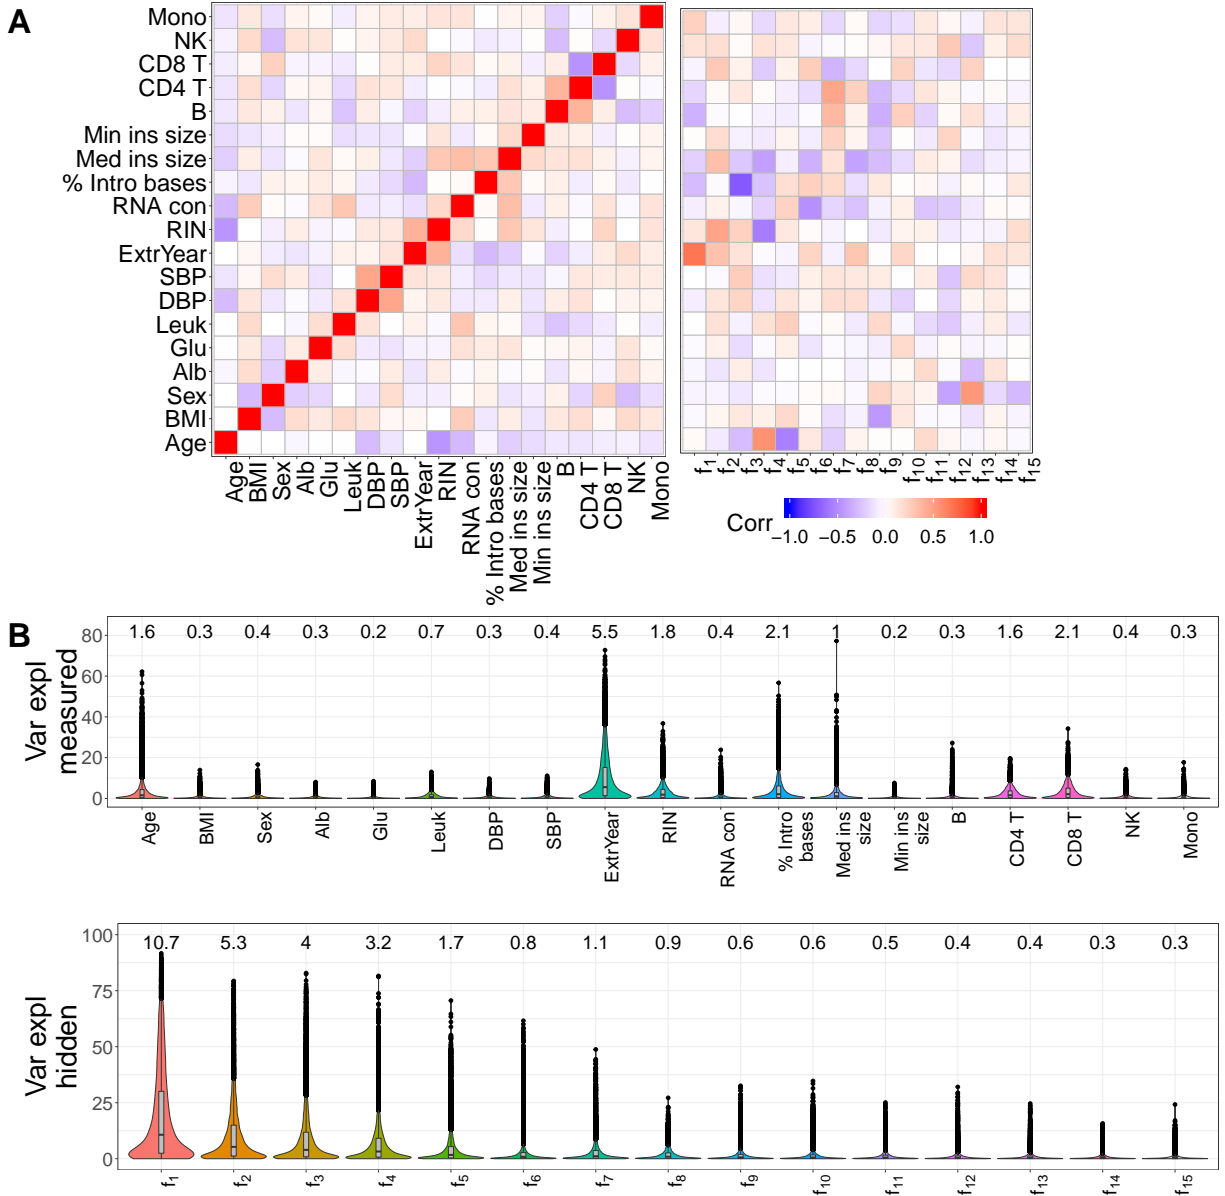 A
Mono
NK
CD8 T
CD4 T
B
Min ins size
Med ins size
% Intro bases
RNA con
RIN
ExtrYear
SBP
DBP
Leuk
Glu
Alb
Sex
BMI
Age
Age BMI Sex Alb Glu Leuk DBP SBP ExtrYear RIN RNA con % Intro bases Med ins size Min ins size B CD4 T CD8 T NK Mono
f1 f2 f3 f4 f5 f6 f7 f8 f9 f10 f11 f12 f13 f14 f15
Corr
−1.0 −0.5 0.0 0.5 1.0
B
Var expl measured
80
60
40
20
0
1.6 0.3 0.4 0.3 0.2 0.7 0.3 0.4 5.5 1.8 0.4 2.1 1 0.2 0.3 1.6 2.1 0.4 0.3
Age BMI Sex Alb Glu Leuk DBP SBP ExtrYear RIN RNA con % Intro bases Med ins size Min ins size B CD4 T CD8 T NK Mono
Var expl hidden
100
75
50
25
0
10.7 5.3 4 3.2 1.7 0.8 1.1 0.9 0.6 0.6 0.5 0.4 0.4 0.3 0.3
f1 f2 f3 f4 f5 f6 f7 f8 f9 f10 f11 f12 f13 f14 f15